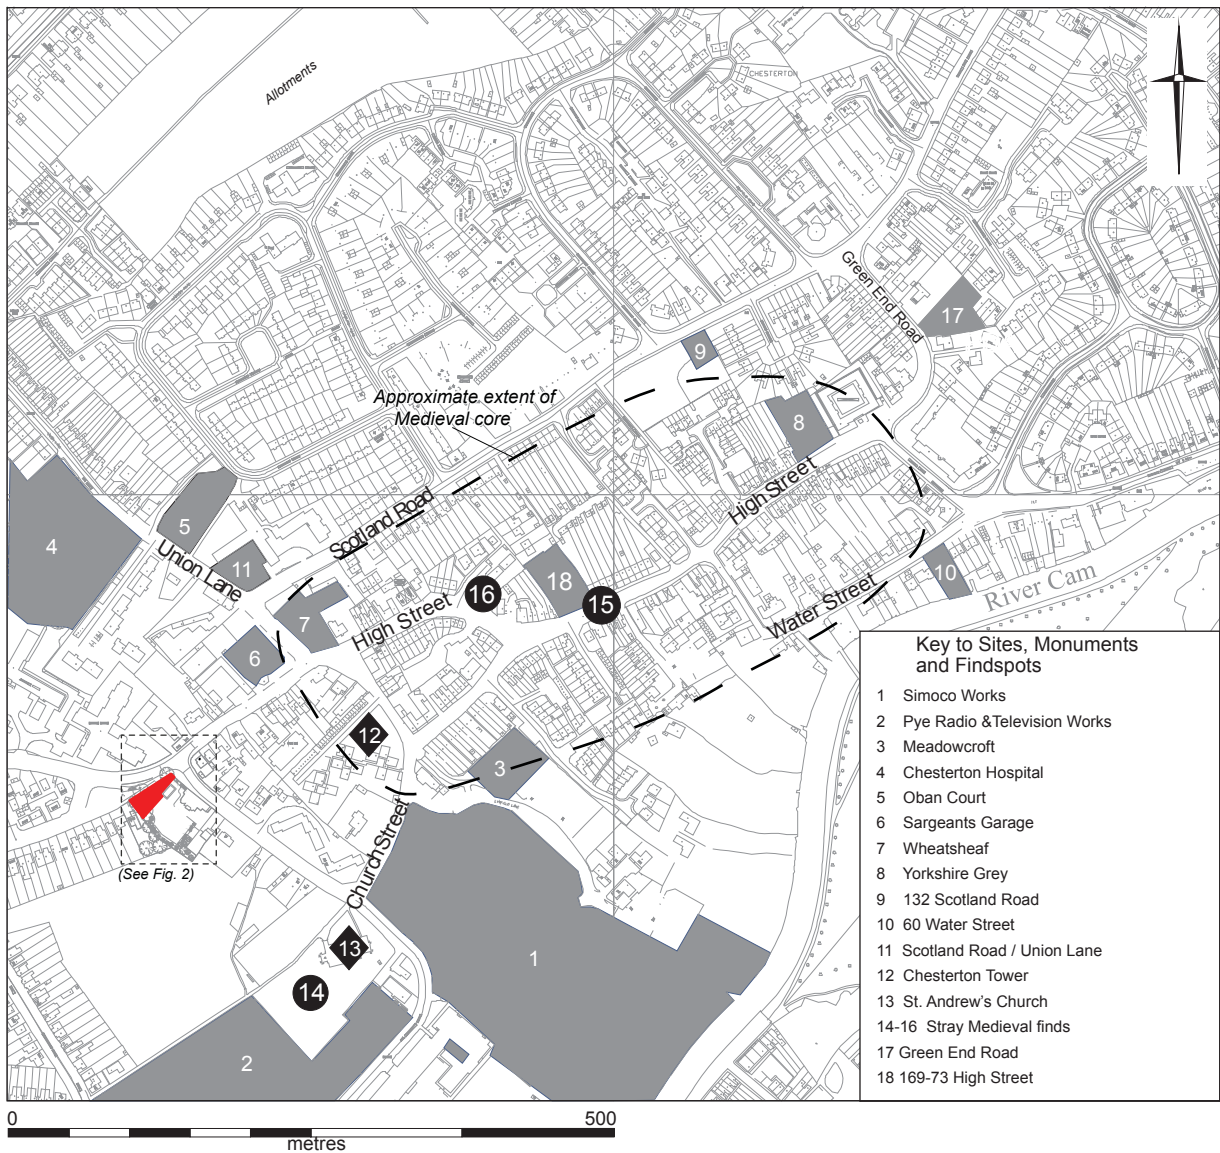 Allotments
CHESTERTON
Green End Road
17
9
Approximate extent of
Medieval core
8
High Street
Scotland Road
4
5
Union Lane
11
18
16
15
10
River Cam
High Street
7
Water Street
6
12
3
(See Fig. 2)
Church Street
13
1
14
2
Key to Sites, Monuments
and Findspots
1 Simoco Works
2 Pye Radio &Television Works
3 Meadowcroft
4 Chesterton Hospital
5 Oban Court
6 Sargeants Garage
7 Wheatsheaf
8 Yorkshire Grey
9 132 Scotland Road
10 60 Water Street
11 Scotland Road / Union Lane
12 Chesterton Tower
13 St. Andrew's Church
14-16 Stray Medieval finds
17 Green End Road
18 169-73 High Street
0 500
metres